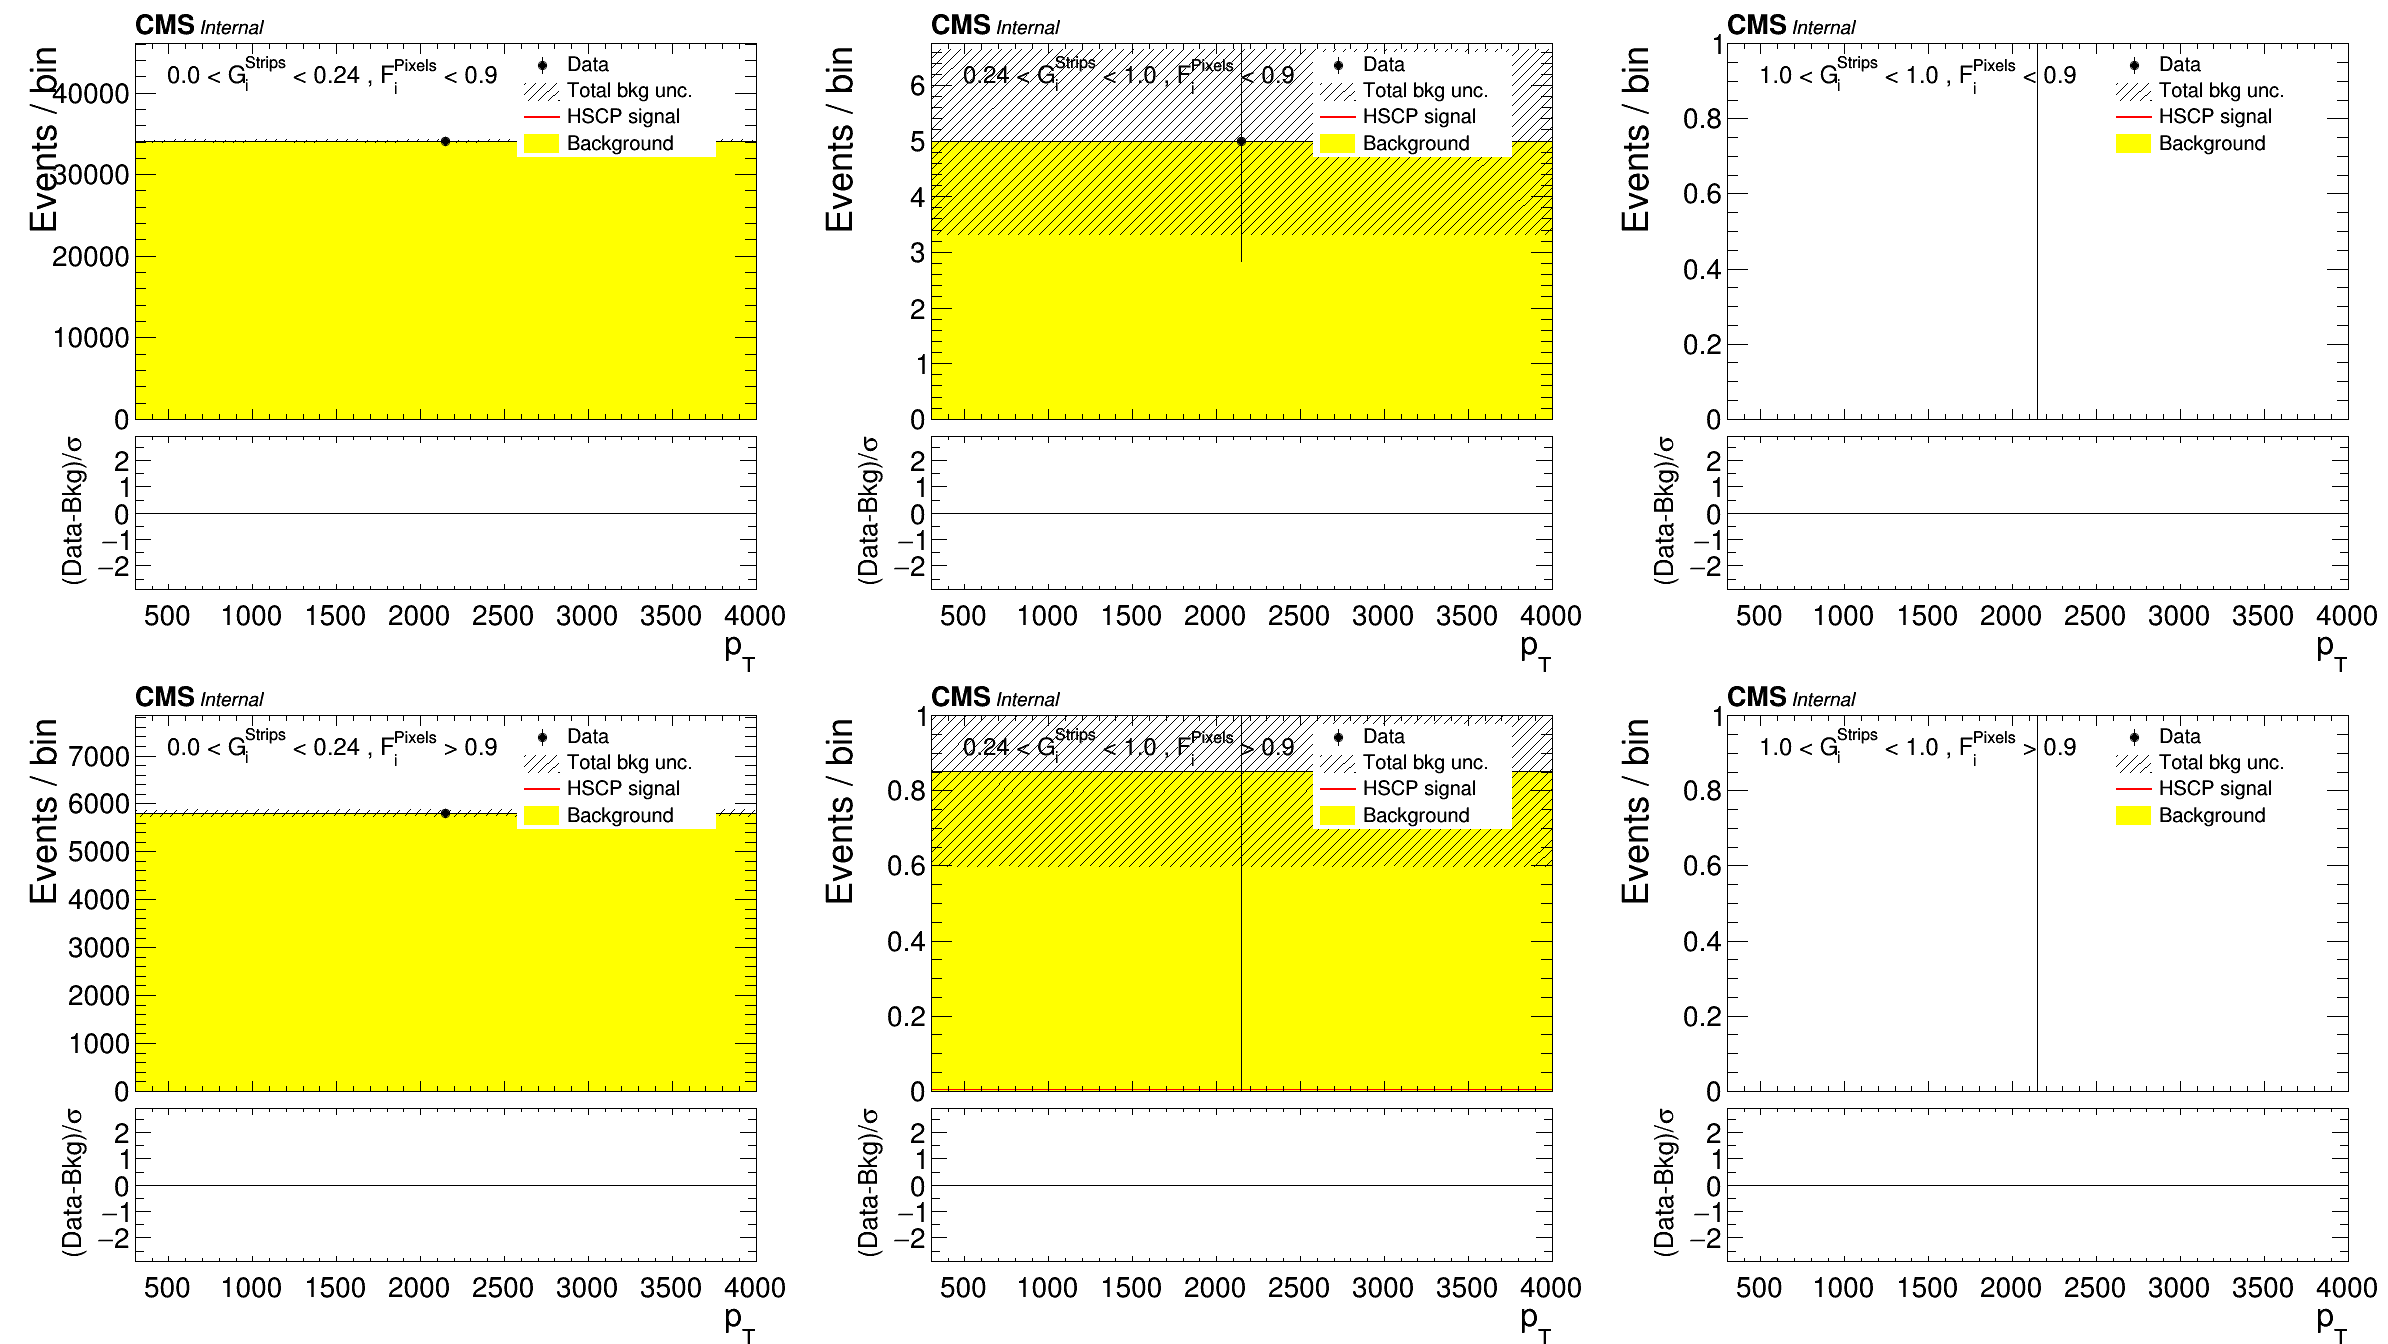 CMS Internal
Events / bin
0.0 < G_i^Strips < 0.24 , F_i^Pixels < 0.9
Data
Total bkg unc.
HSCP signal
Background
40000
30000
20000
10000
0
(Data-Bkg)/σ
2
1
0
−1
−2
500 1000 1500 2000 2500 3000 3500 4000
p_T
CMS Internal
Events / bin
0.24 < G_i^Strips < 1.0 , F_i^Pixels < 0.9
Data
Total bkg unc.
HSCP signal
Background
6
5
4
3
2
1
0
(Data-Bkg)/σ
2
1
0
−1
−2
500 1000 1500 2000 2500 3000 3500 4000
p_T
CMS Internal
Events / bin
1.0 < G_i^Strips < 1.0 , F_i^Pixels < 0.9
Data
Total bkg unc.
HSCP signal
Background
1
0.8
0.6
0.4
0.2
0
(Data-Bkg)/σ
2
1
0
−1
−2
500 1000 1500 2000 2500 3000 3500 4000
p_T
CMS Internal
Events / bin
0.0 < G_i^Strips < 0.24 , F_i^Pixels > 0.9
Data
Total bkg unc.
HSCP signal
Background
7000
6000
5000
4000
3000
2000
1000
0
(Data-Bkg)/σ
2
1
0
−1
−2
500 1000 1500 2000 2500 3000 3500 4000
p_T
CMS Internal
Events / bin
0.24 < G_i^Strips < 1.0 , F_i^Pixels > 0.9
Data
Total bkg unc.
HSCP signal
Background
1
0.8
0.6
0.4
0.2
0
(Data-Bkg)/σ
2
1
0
−1
−2
500 1000 1500 2000 2500 3000 3500 4000
p_T
CMS Internal
Events / bin
1.0 < G_i^Strips < 1.0 , F_i^Pixels > 0.9
Data
Total bkg unc.
HSCP signal
Background
1
0.8
0.6
0.4
0.2
0
(Data-Bkg)/σ
2
1
0
−1
−2
500 1000 1500 2000 2500 3000 3500 4000
p_T